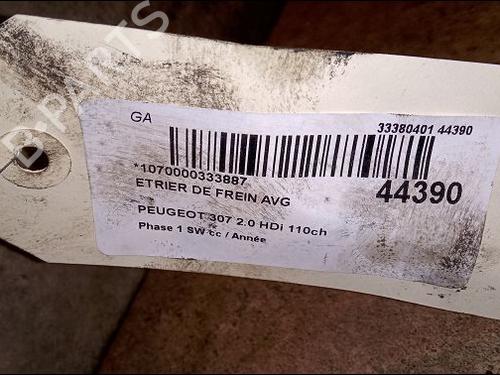 B-PARTS
GA
33380401 44390
*1070000333887
ETRIER DE FREIN AVG
44390
PEUGEOT 307 2.0 HDi 110ch
Phase 1 SW cc / Année